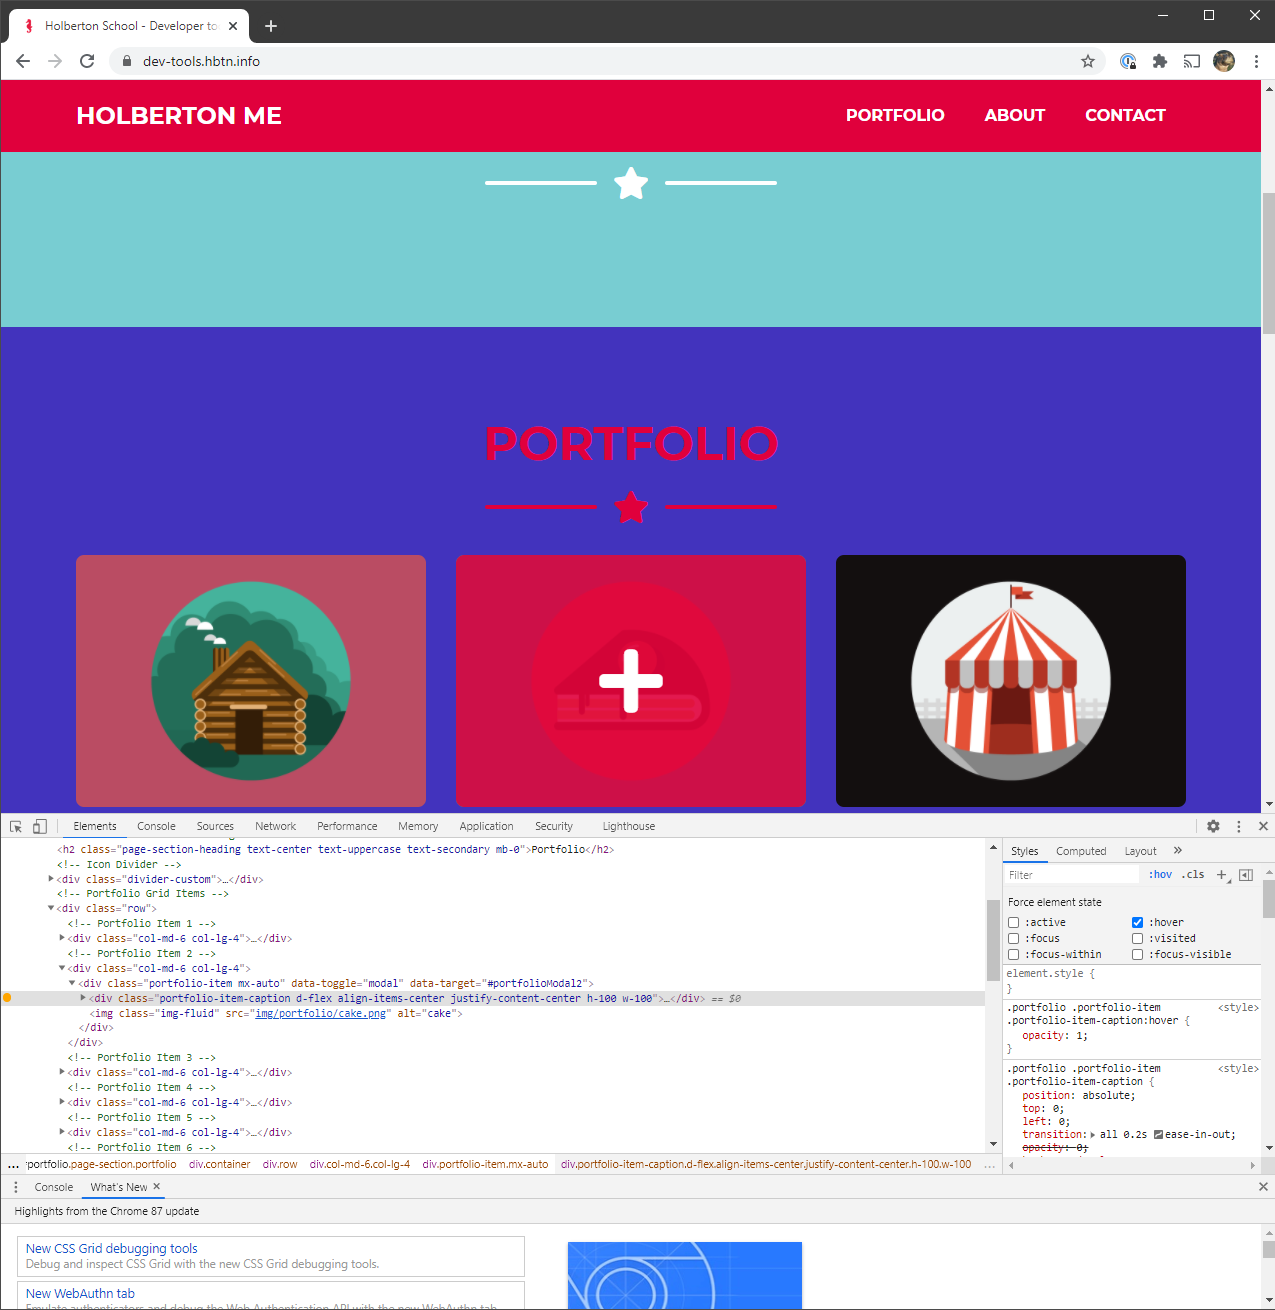 Holberton School - Developer to
dev-tools.hbtn.info
HOLBERTON ME
PORTFOLIO ABOUT CONTACT
PORTFOLIO
Elements Console Sources Network Performance Memory Application Security Lighthouse
<h2 class="page-section-heading text-center text-uppercase text-secondary mb-0">Portfolio</h2>
<!-- Icon Divider -->
<div class="divider-custom">…</div>
<!-- Portfolio Grid Items -->
<div class="row">
<!-- Portfolio Item 1 -->
<div class="col-md-6 col-lg-4">…</div>
<!-- Portfolio Item 2 -->
<div class="col-md-6 col-lg-4">
<div class="portfolio-item mx-auto" data-toggle="modal" data-target="#portfolioModal2">
<div class="portfolio-item-caption d-flex align-items-center justify-content-center h-100 w-100">…</div> == $0
<img class="img-fluid" src="img/portfolio/cake.png" alt="cake">
</div>
</div>
<!-- Portfolio Item 3 -->
<div class="col-md-6 col-lg-4">…</div>
<!-- Portfolio Item 4 -->
<div class="col-md-6 col-lg-4">…</div>
<!-- Portfolio Item 5 -->
<div class="col-md-6 col-lg-4">…</div>
<!-- Portfolio Item 6 -->
... portfolio.page-section.portfolio div.container div.row div.col-md-6.col-lg-4 div.portfolio-item.mx-auto div.portfolio-item-caption.d-flex.align-items-center.justify-content-center.h-100.w-100 ...
Styles Computed Layout »
Filter :hov .cls +
Force element state
:active :hover
:focus :visited
:focus-within :focus-visible
element.style {
}
.portfolio .portfolio-item <style>
.portfolio-item-caption:hover {
opacity: 1;
}
.portfolio .portfolio-item <style>
.portfolio-item-caption {
position: absolute;
top: 0;
left: 0;
transition: all 0.2s ease-in-out;
opacity: 0;
Console What's New
Highlights from the Chrome 87 update
New CSS Grid debugging tools
Debug and inspect CSS Grid with the new CSS Grid debugging tools.
New WebAuthn tab
Emulate authenticators and debug the Web Authentication API with the new WebAuthn tab.